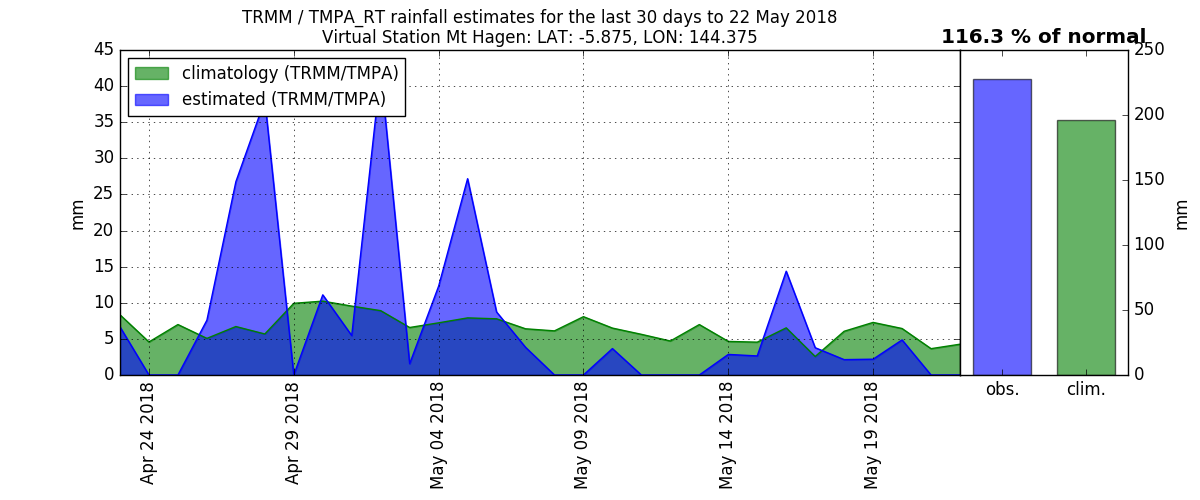 TRMM / TMPA_RT rainfall estimates for the last 30 days to 22 May 2018
Virtual Station Mt Hagen: LAT: -5.875, LON: 144.375
116.3 % of normal
climatology (TRMM/TMPA)
estimated (TRMM/TMPA)
mm
45
40
35
30
25
20
15
10
5
0
Apr 24 2018
Apr 29 2018
May 04 2018
May 09 2018
May 14 2018
May 19 2018
obs.
clim.
250
200
150
100
50
0
mm